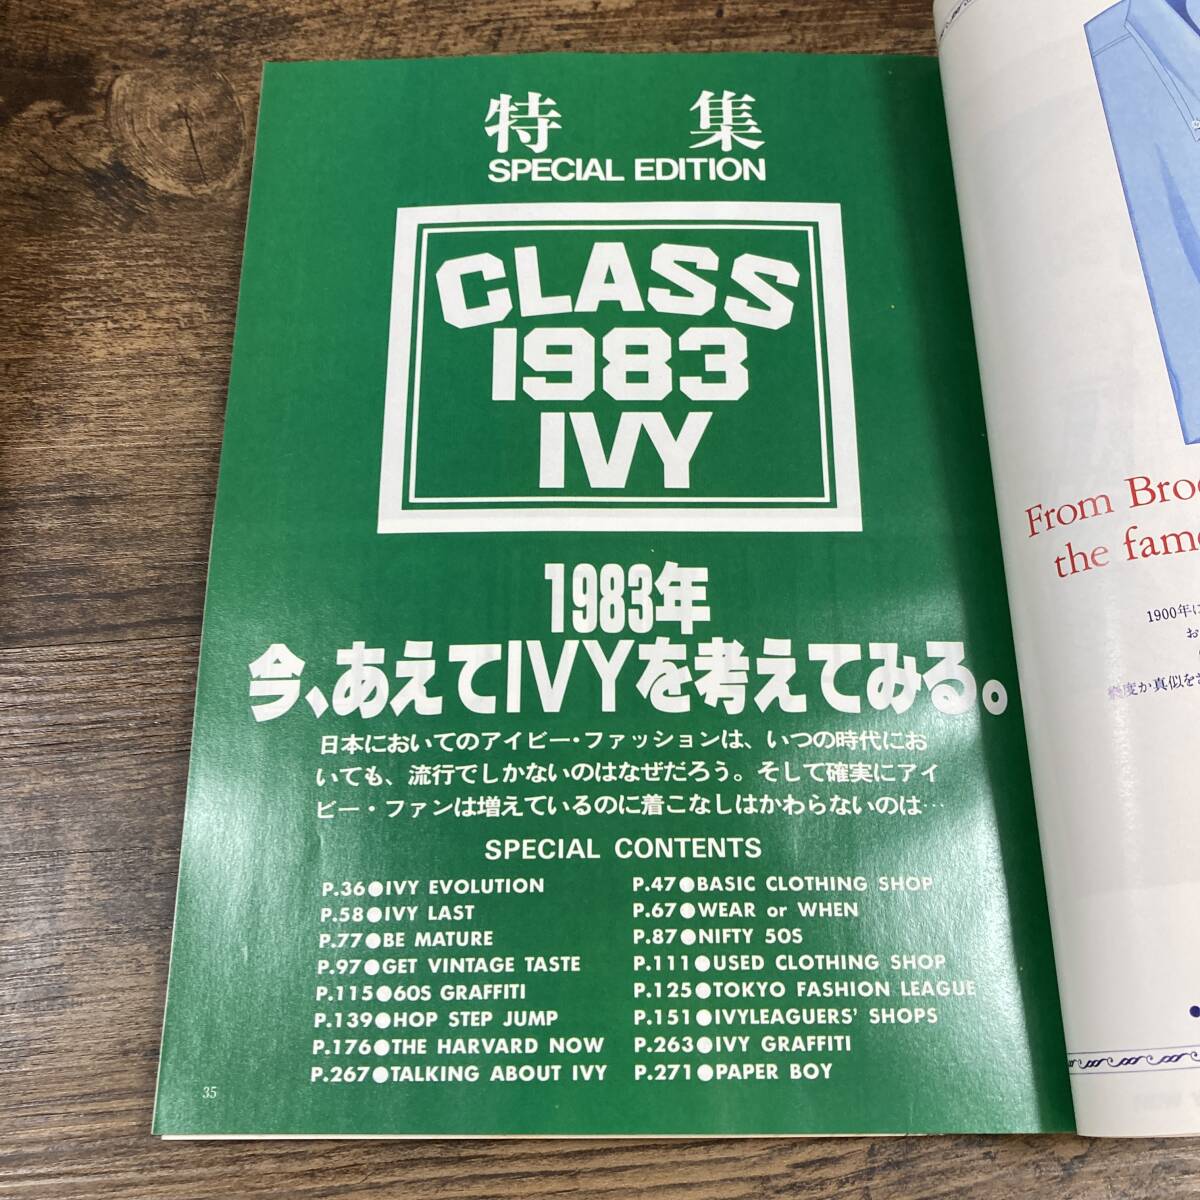 特集
SPECIAL EDITION
CLASS
1983
IVY
1983年
今、あえてIVYを考えてみる。
日本においてのアイビー・ファッションは、いつの時代にお
いても、流行でしかないのはなぜだろう。そして確実にアイ
ビー・ファンは増えているのに着こなしはかわらないのは…
SPECIAL CONTENTS
P.36●IVY EVOLUTION
P.58●IVY LAST
P.77●BE MATURE
P.97●GET VINTAGE TASTE
P.115●60S GRAFFITI
P.139●HOP STEP JUMP
P.176●THE HARVARD NOW
P.267●TALKING ABOUT IVY
P.47●BASIC CLOTHING SHOP
P.67●WEAR or WHEN
P.87●NIFTY 50S
P.111●USED CLOTHING SHOP
P.125●TOKYO FASHION LEAGUE
P.151●IVYLEAGUERS' SHOPS
P.263●IVY GRAFFITI
P.271●PAPER BOY
35
From Broo
the fam
1900年に
お
度か真似を